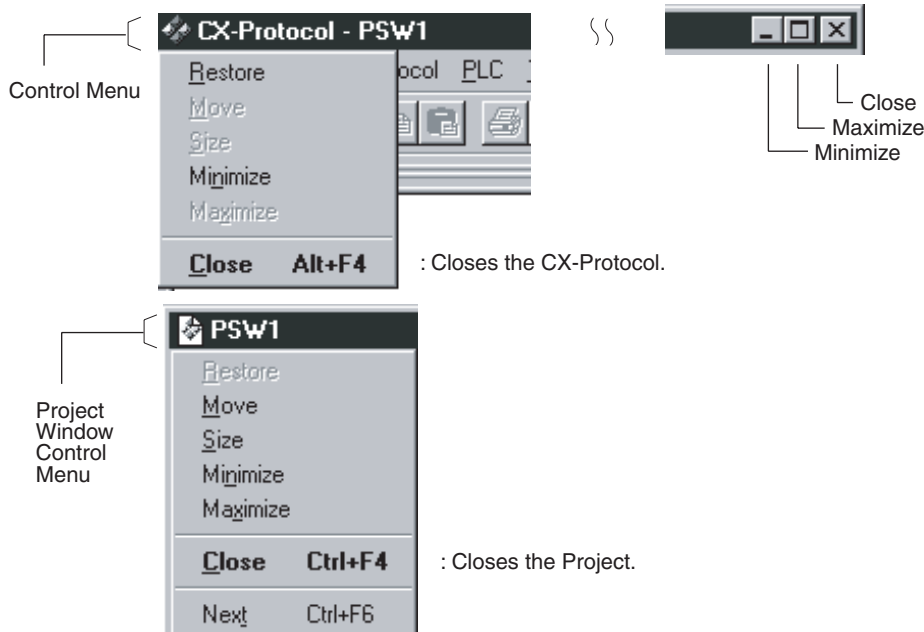 CX-Protocol - PSW1
Control Menu
Restore
ocol PLC
Move
Size
Minimize
Maximize
Close Alt+F4 : Closes the CX-Protocol.
Close
Maximize
Minimize
PSW1
Project
Window
Control
Menu
Restore
Move
Size
Minimize
Maximize
Close Ctrl+F4 : Closes the Project.
Next Ctrl+F6